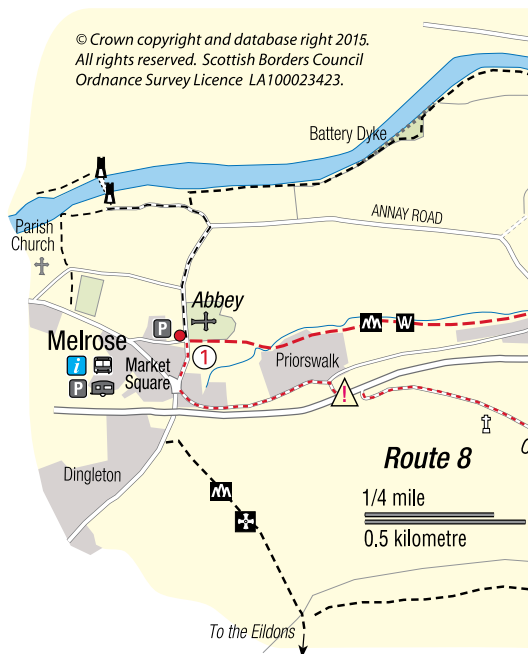 © Crown copyright and database right 2015.
All rights reserved. Scottish Borders Council
Ordnance Survey Licence LA100023423.
Battery Dyke
ANNAY ROAD
Parish
Church
Abbey
P
Melrose
1
Priorswalk
W
i
Market
Square
P
!
Dingleton
Route 8
1/4 mile
0.5 kilometre
To the Eildons